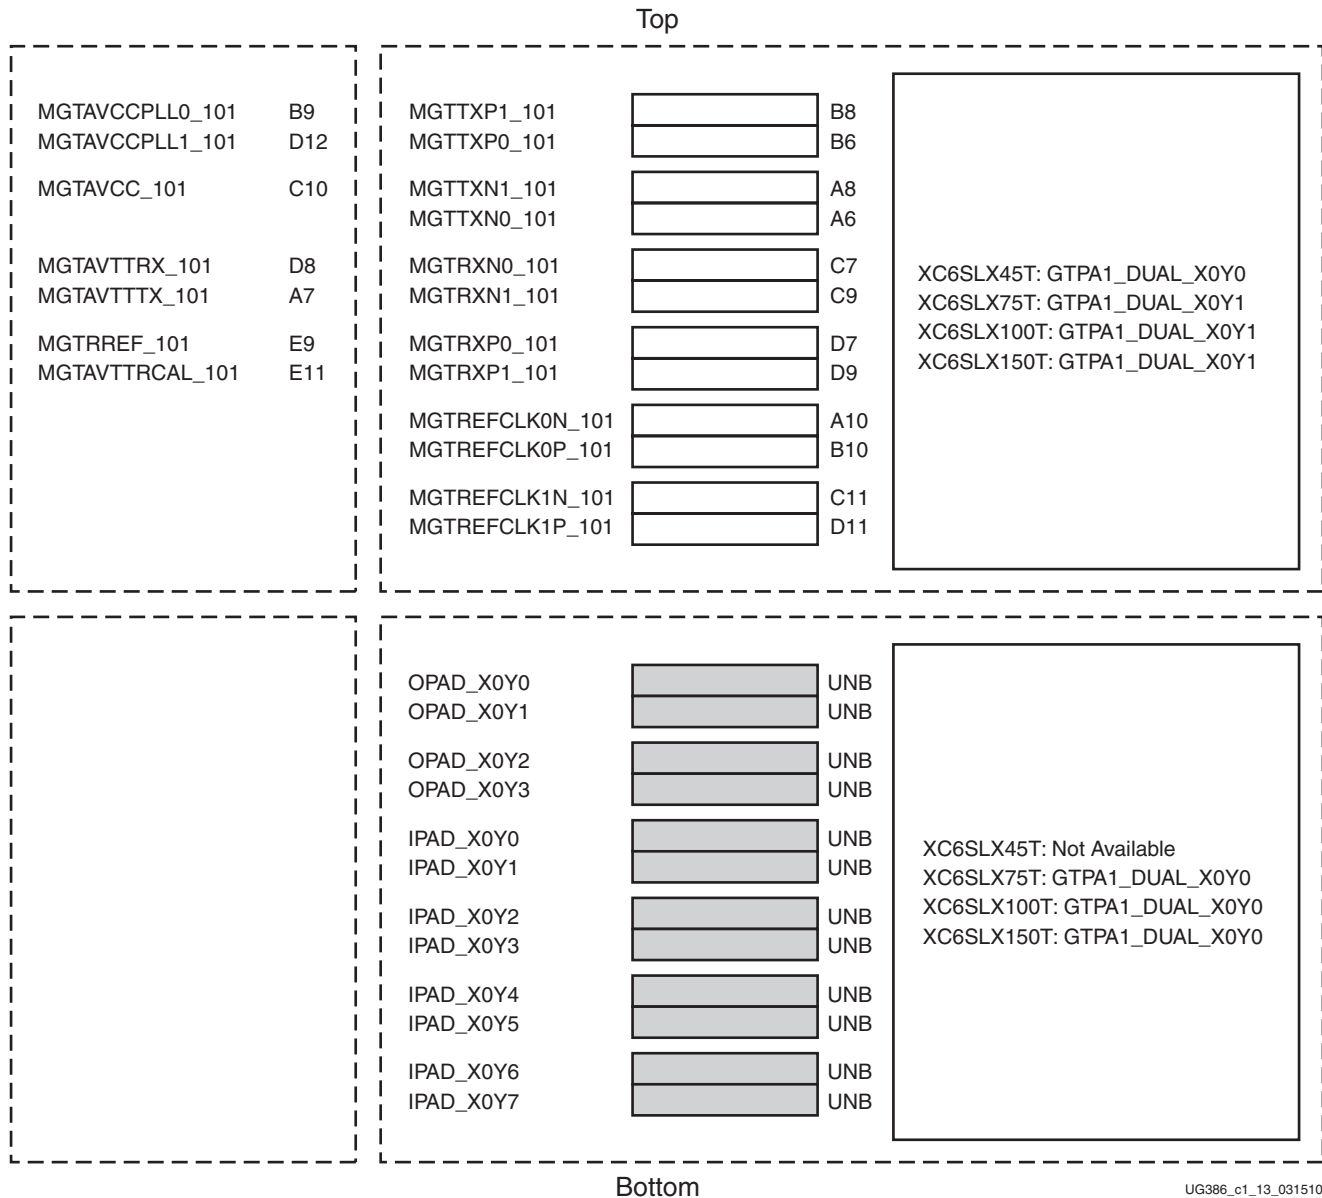 Top
MGTAVCCPLL0_101 B9
MGTAVCCPLL1_101 D12
MGTAVCC_101 C10
MGTAVTTRX_101 D8
MGTAVTTTX_101 A7
MGTRREF_101 E9
MGTAVTTRCAL_101 E11
MGTTXP1_101 B8
MGTTXP0_101 B6
MGTTXN1_101 A8
MGTTXN0_101 A6
MGTRXN0_101 C7
MGTRXN1_101 C9
MGTRXP0_101 D7
MGTRXP1_101 D9
MGTREFCLK0N_101 A10
MGTREFCLK0P_101 B10
MGTREFCLK1N_101 C11
MGTREFCLK1P_101 D11
XC6SLX45T: GTPA1_DUAL_X0Y0
XC6SLX75T: GTPA1_DUAL_X0Y1
XC6SLX100T: GTPA1_DUAL_X0Y1
XC6SLX150T: GTPA1_DUAL_X0Y1
OPAD_X0Y0 UNB
OPAD_X0Y1 UNB
OPAD_X0Y2 UNB
OPAD_X0Y3 UNB
IPAD_X0Y0 UNB
IPAD_X0Y1 UNB
IPAD_X0Y2 UNB
IPAD_X0Y3 UNB
IPAD_X0Y4 UNB
IPAD_X0Y5 UNB
IPAD_X0Y6 UNB
IPAD_X0Y7 UNB
XC6SLX45T: Not Available
XC6SLX75T: GTPA1_DUAL_X0Y0
XC6SLX100T: GTPA1_DUAL_X0Y0
XC6SLX150T: GTPA1_DUAL_X0Y0
Bottom
UG386_c1_13_031510